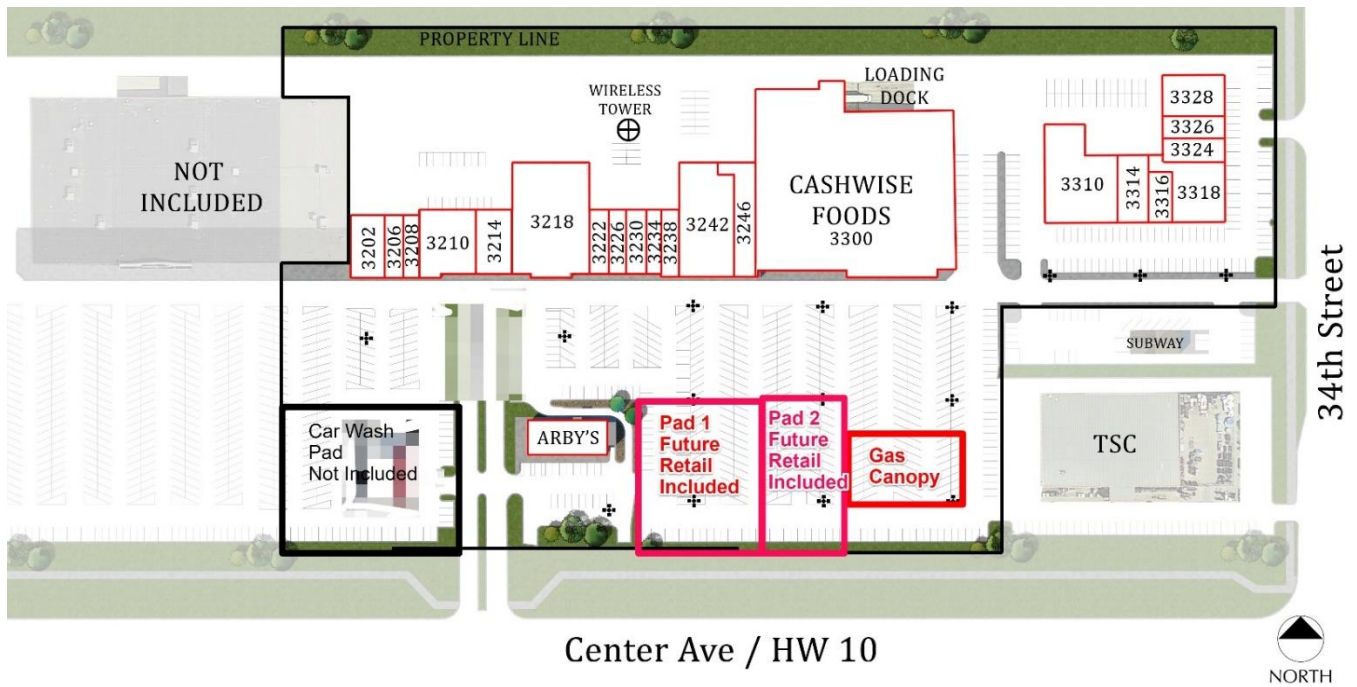 PROPERTY LINE
LOADING
DOCK
WIRELESS
TOWER
NOT
INCLUDED
CASHWISE
FOODS
3300
3202
3206
3208
3210
3214
3218
3222
3226
3230
3234
3238
3242
3246
3310
3314
3316
3318
3324
3326
3328
34th Street
SUBWAY
TSC
Car Wash
Pad
Not Included
ARBY'S
Pad 1
Future
Retail
Included
Pad 2
Future
Retail
Included
Gas
Canopy
Center Ave / HW 10
NORTH